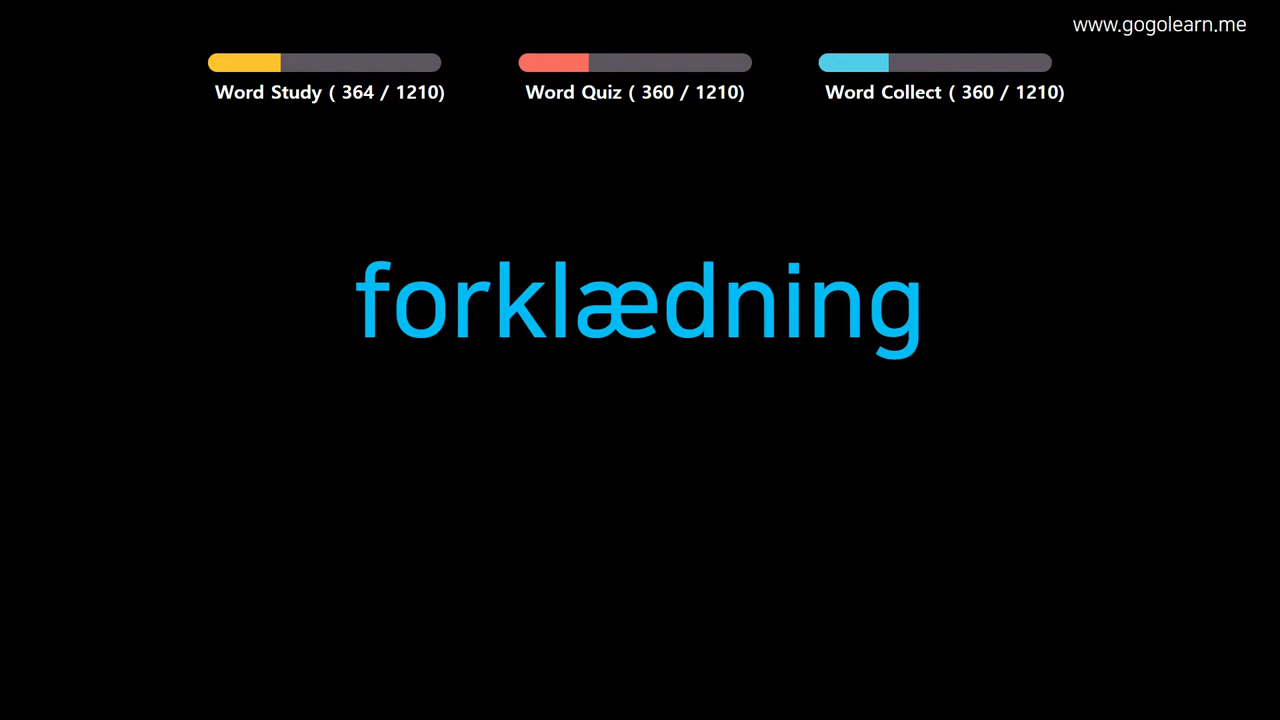 www.gogolearn.me
Word Study ( 364 / 1210)
Word Quiz ( 360 / 1210)
Word Collect ( 360 / 1210)
forklædning